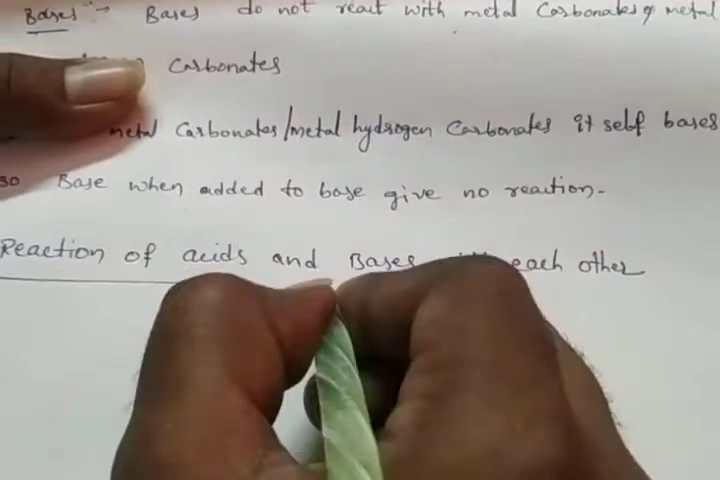 Bases :- Bases do not react with metal Carbonates & metal
Carbonates
metal Carbonates/metal hydrogen Carbonates it self bases
so Base when added to base give no reaction.
Reaction of acids and Bases each other